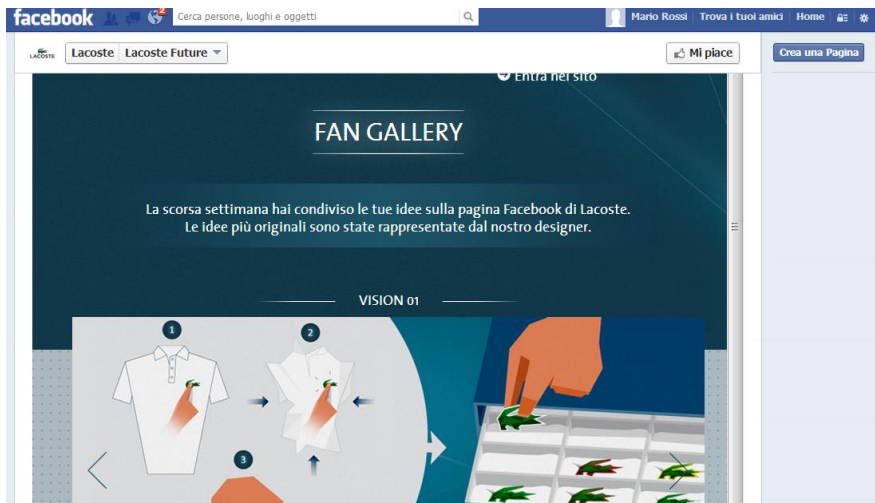 facebook 2 Cerca persone, luoghi e oggetti Mario Rossi Trova i tuoi amici Home
LACOSTE Lacoste Lacoste Future Mi piace Crea una Pagina
Entra nel sito
FAN GALLERY
La scorsa settimana hai condiviso le tue idee sulla pagina Facebook di Lacoste.
Le idee più originali sono state rappresentate dal nostro designer.
VISION 01
1 2
3